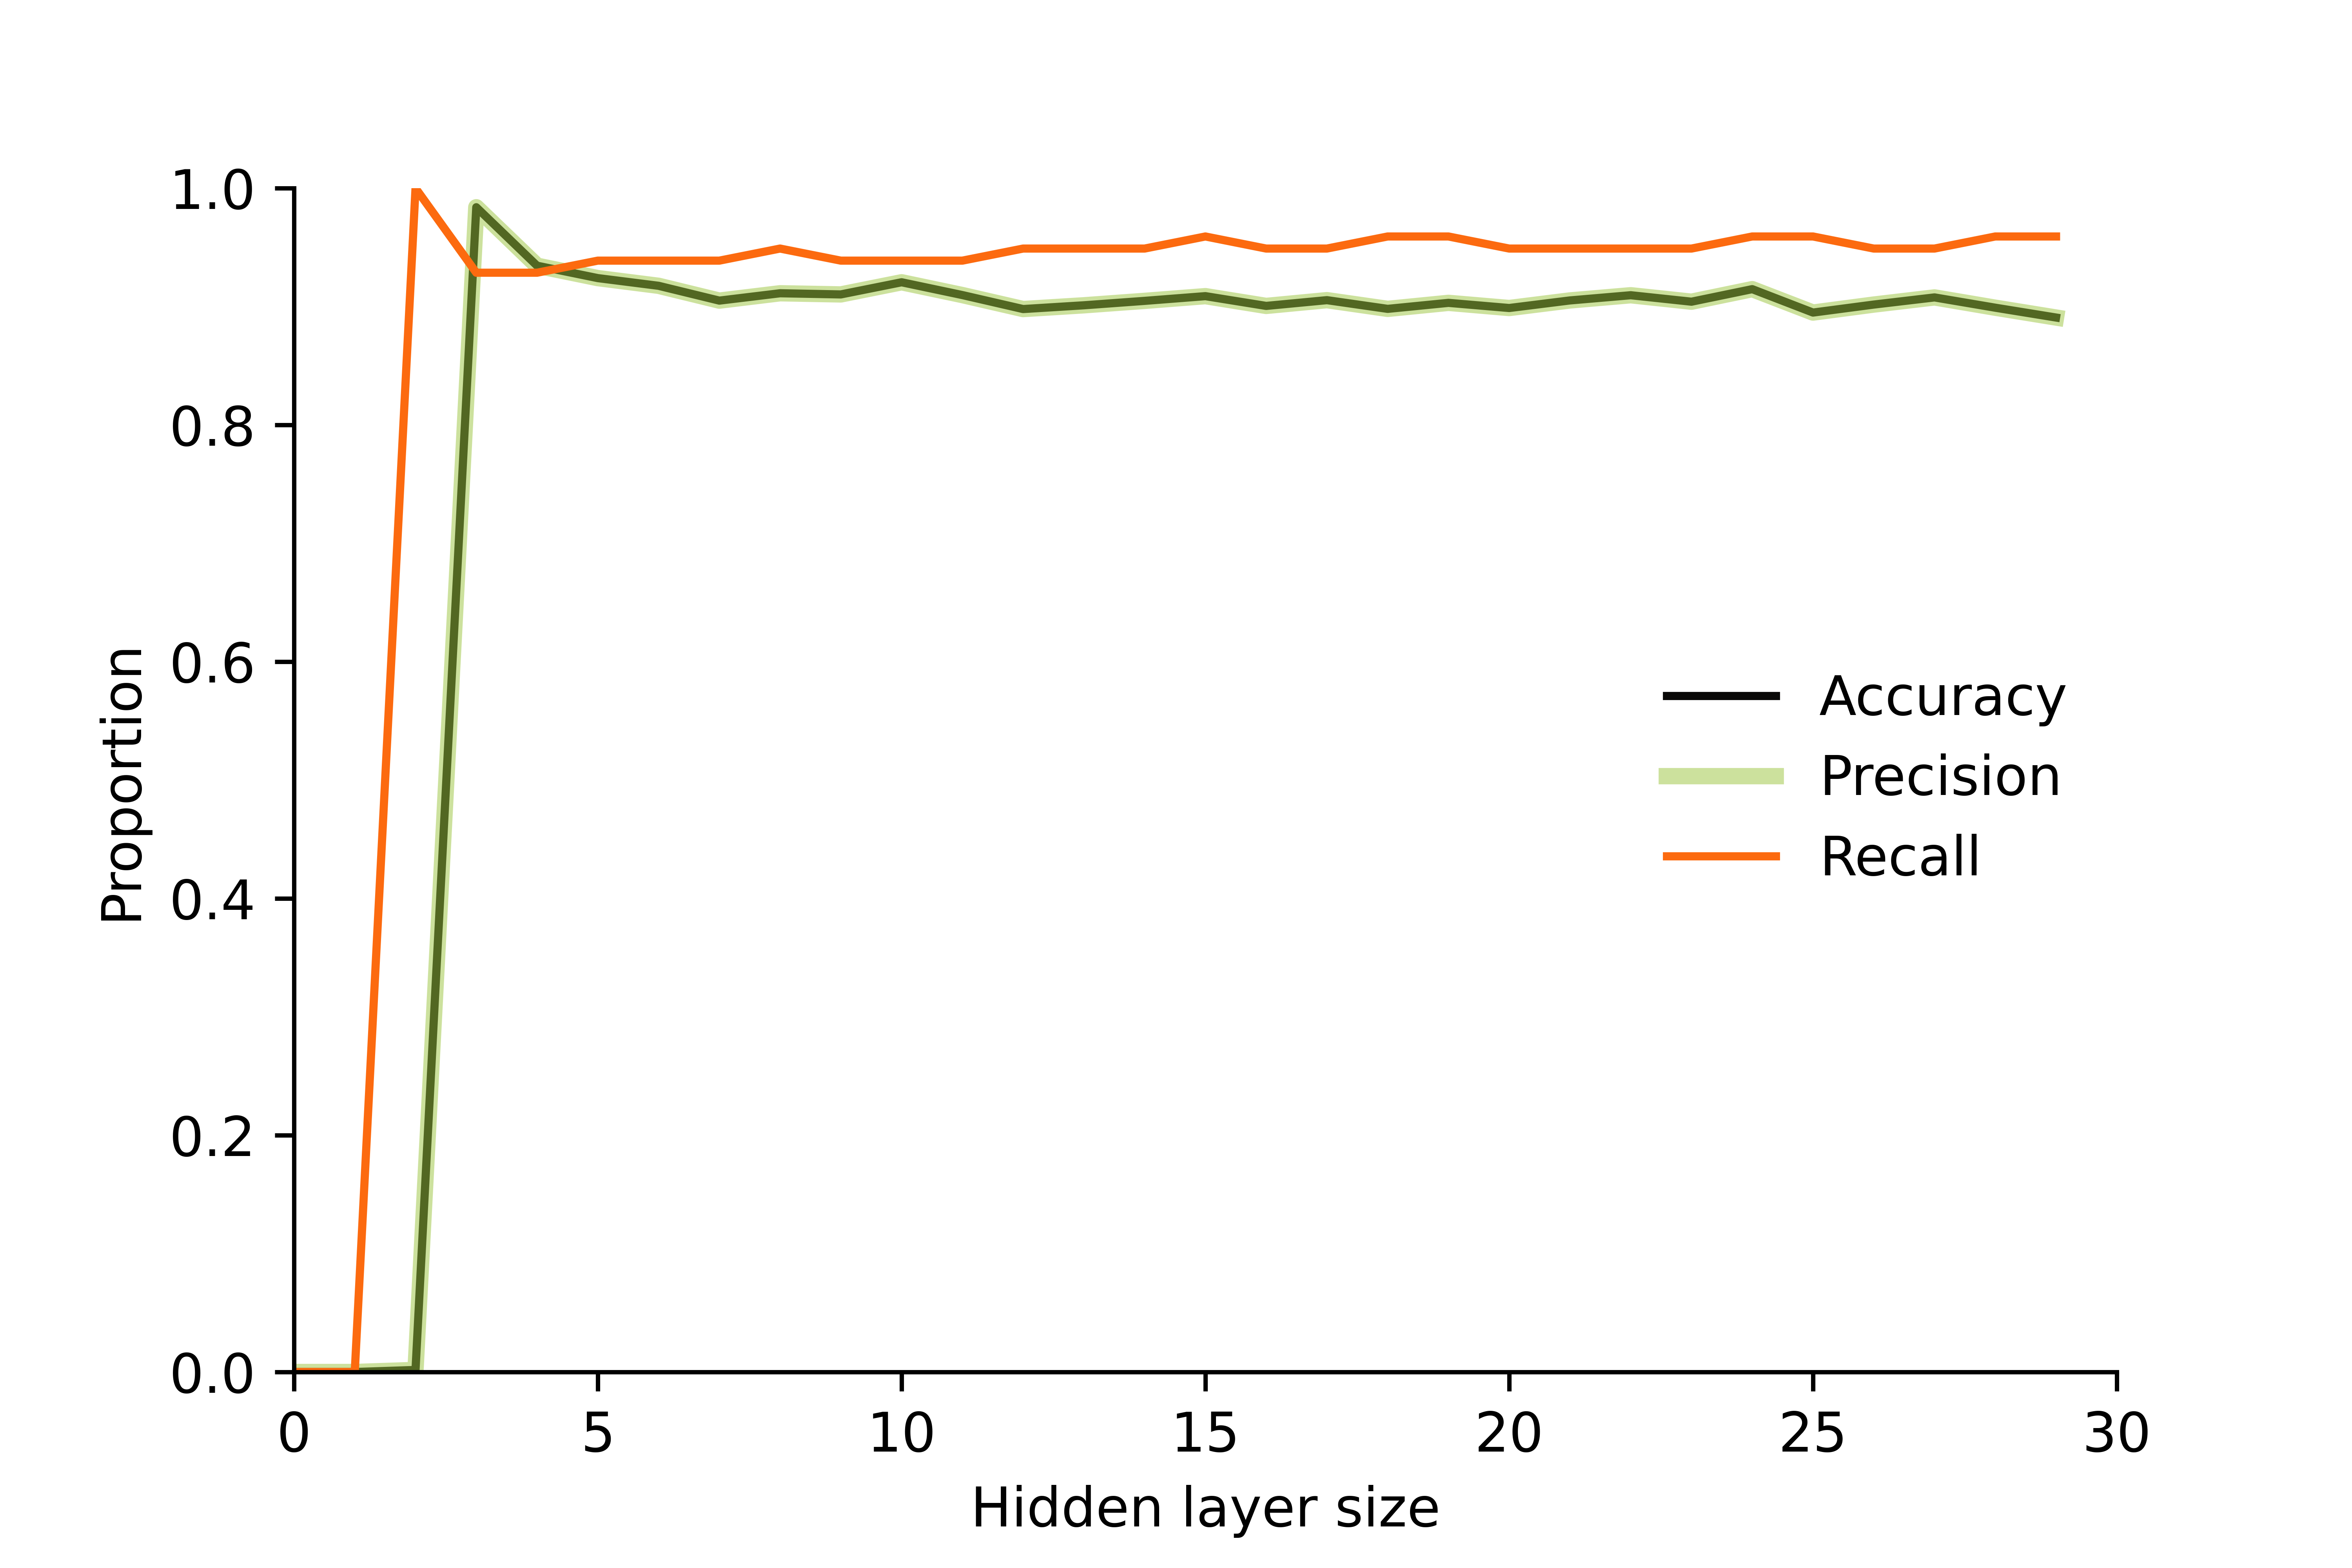 1.0
0.8
0.6
0.4
0.2
0.0
Proportion
Accuracy
Precision
Recall
0 5 10 15 20 25 30
Hidden layer size